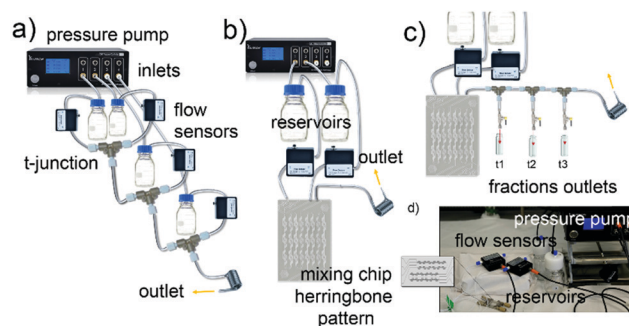 a)
pressure pump
inlets
flow
sensors
t-junction
outlet
b)
reservoirs
outlet
mixing chip
herringbone
pattern
c)
t1
t2
t3
fractions outlets
d)
pressure pump
flow sensors
reservoirs